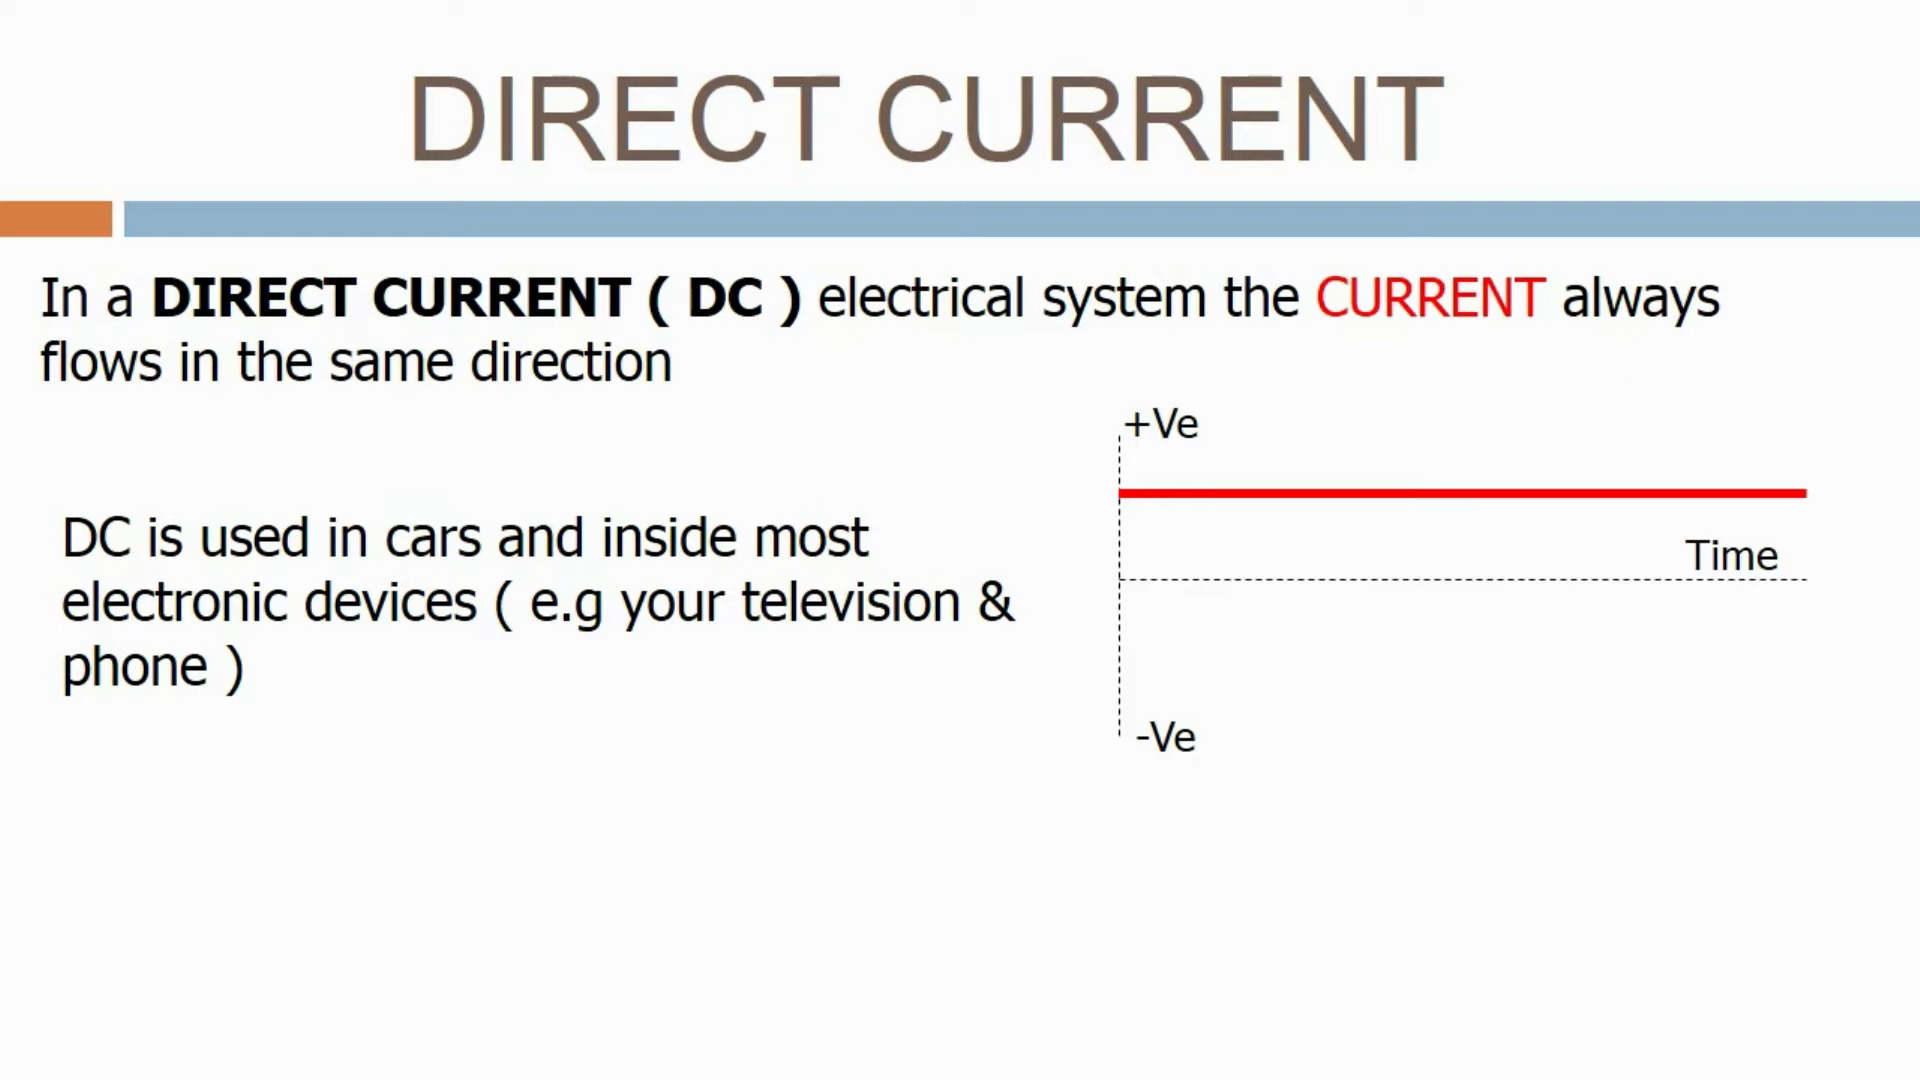 DIRECT CURRENT
In a DIRECT CURRENT ( DC ) electrical system the CURRENT always
flows in the same direction
+Ve
DC is used in cars and inside most
electronic devices ( e.g your television &
phone )
Time
-Ve